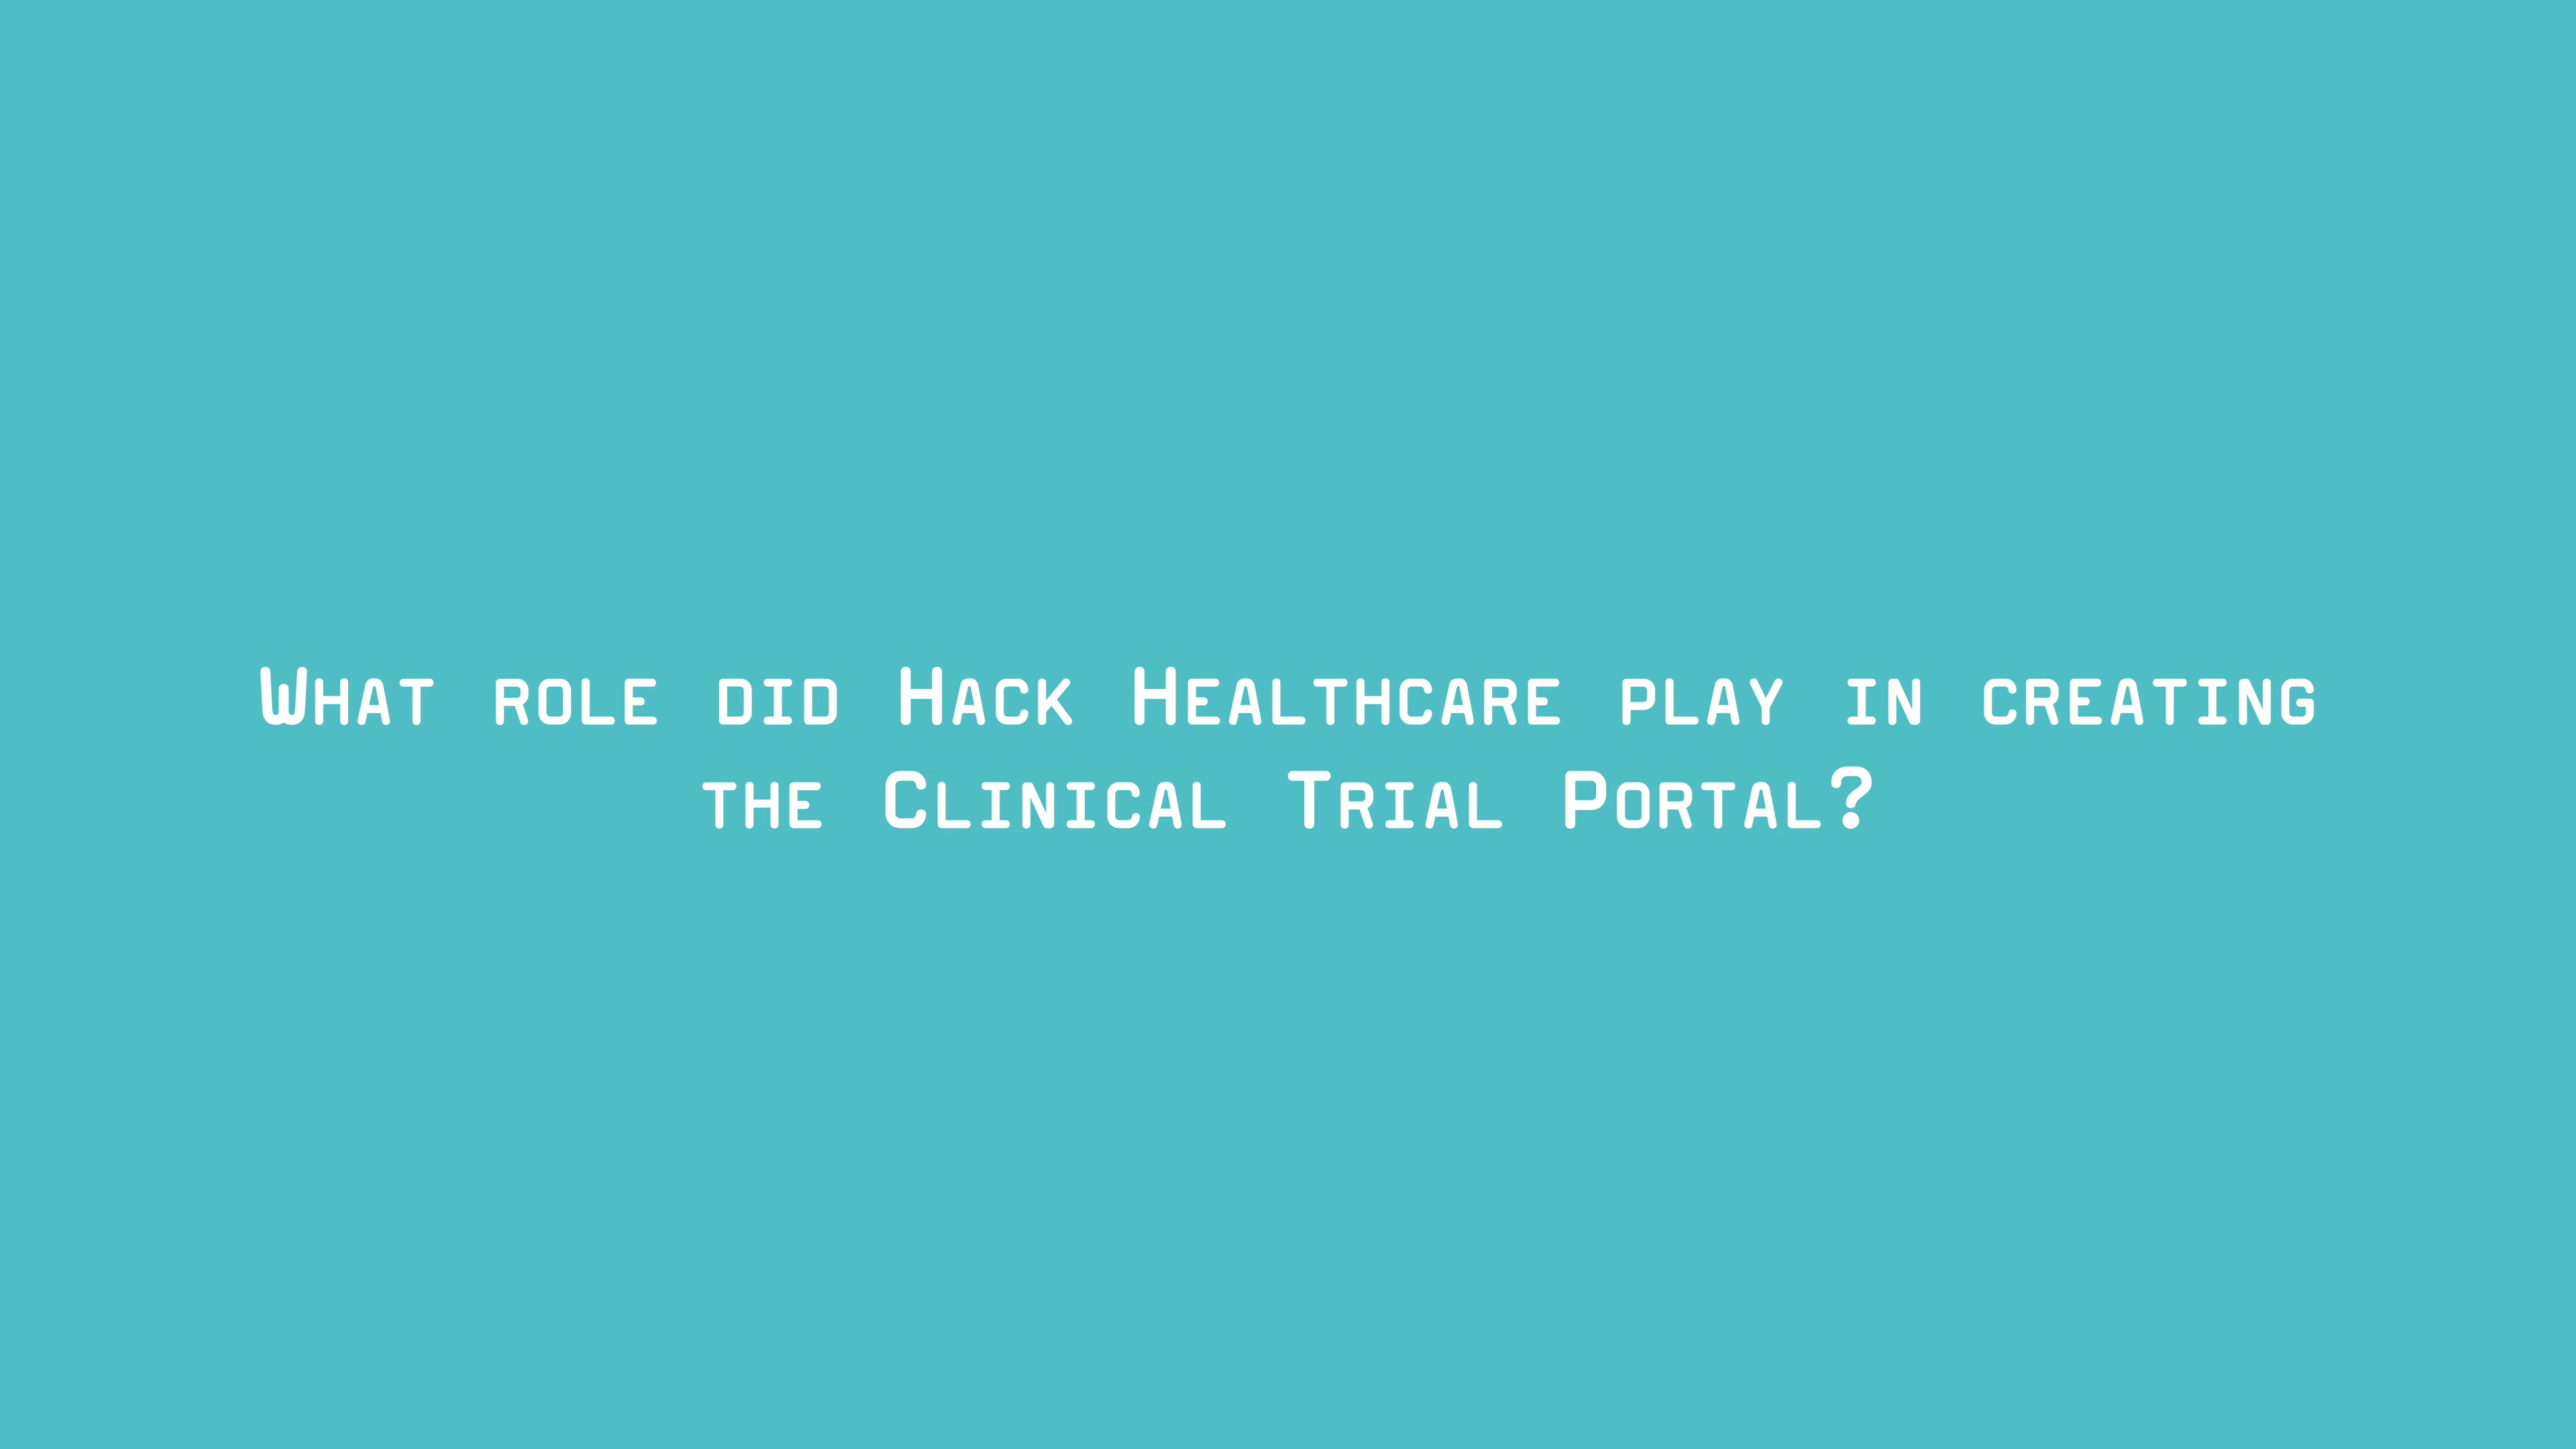 What role did Hack Healthcare play in creating
the Clinical Trial Portal?